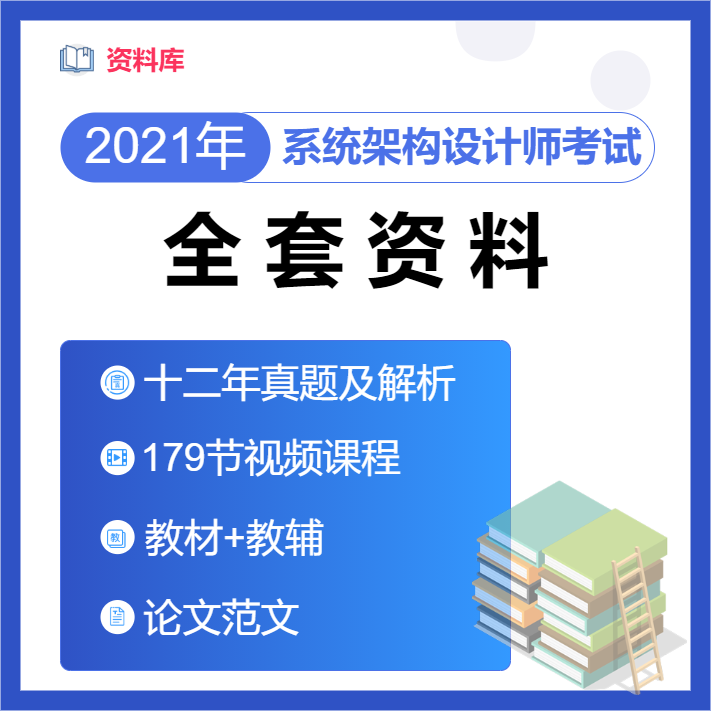 资料库
2021年 系统架构设计师考试
全套资料
十二年真题及解析
179节视频课程
教
教材+教辅
论文范文